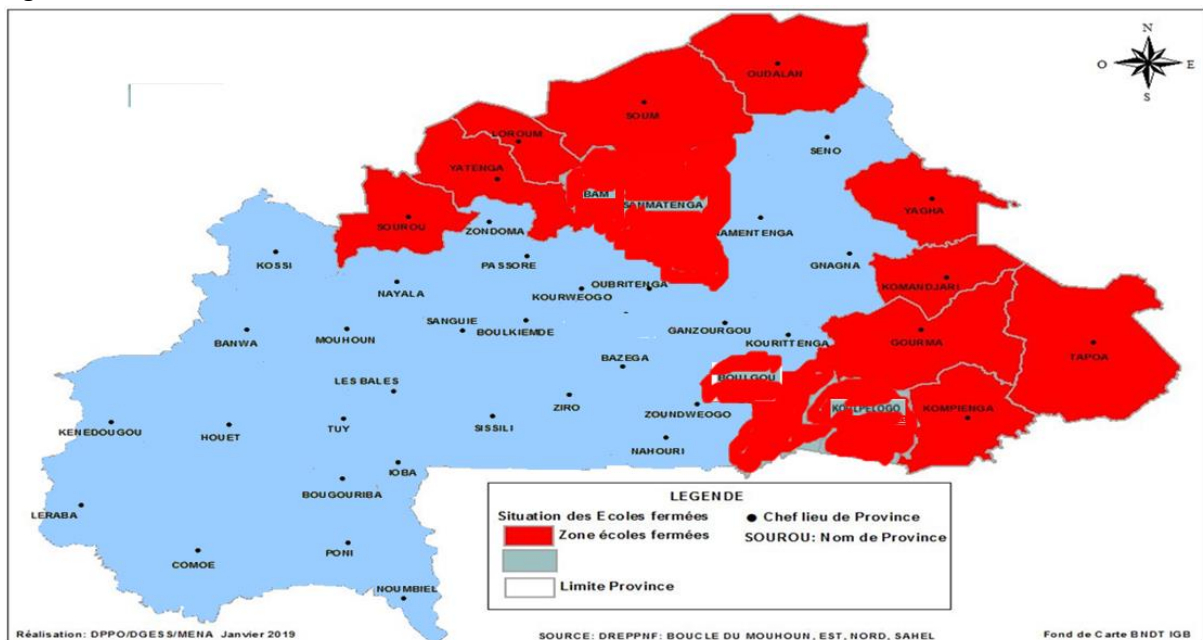 N
O E
S
OUDALAN
SOUM
SENO
LOROUM
YATENGA
BAM
SANMATENGA
YAGHA
SOUROU
ZONDOMA
NAMENTENGA
KOSSI
PASSORE
GNAGNA
NAYALA
KOURWEOGO
OUBRITENGA
KOMANDJARI
SANGUIE
BOULKIEMDE
GANZOURGOU
BANWA
MOUHOUN
KOURITTENGA
GOURMA
TAPOA
BAZEGA
BOULGOU
LES BALES
ZIRO
ZOUNDWEOGO
KOULPELOGO
KOMPIENGA
KENEDOUGOU
HOUET
TUY
SISSILI
NAHOURI
IOBA
BOUGOURIBA
LERABA
PONI
COMOE
NOUMBIEL
LEGENDE
Situation des Ecoles fermées
Zone écoles fermées
Limite Province
Chef lieu de Province
SOUROU: Nom de Province
Réalisation: DPPO/DGESS/MENA Janvier 2019
SOURCE: DREPPNF: BOUCLE DU MOUHOUN, EST, NORD, SAHEL
Fond de Carte BNDT IGB